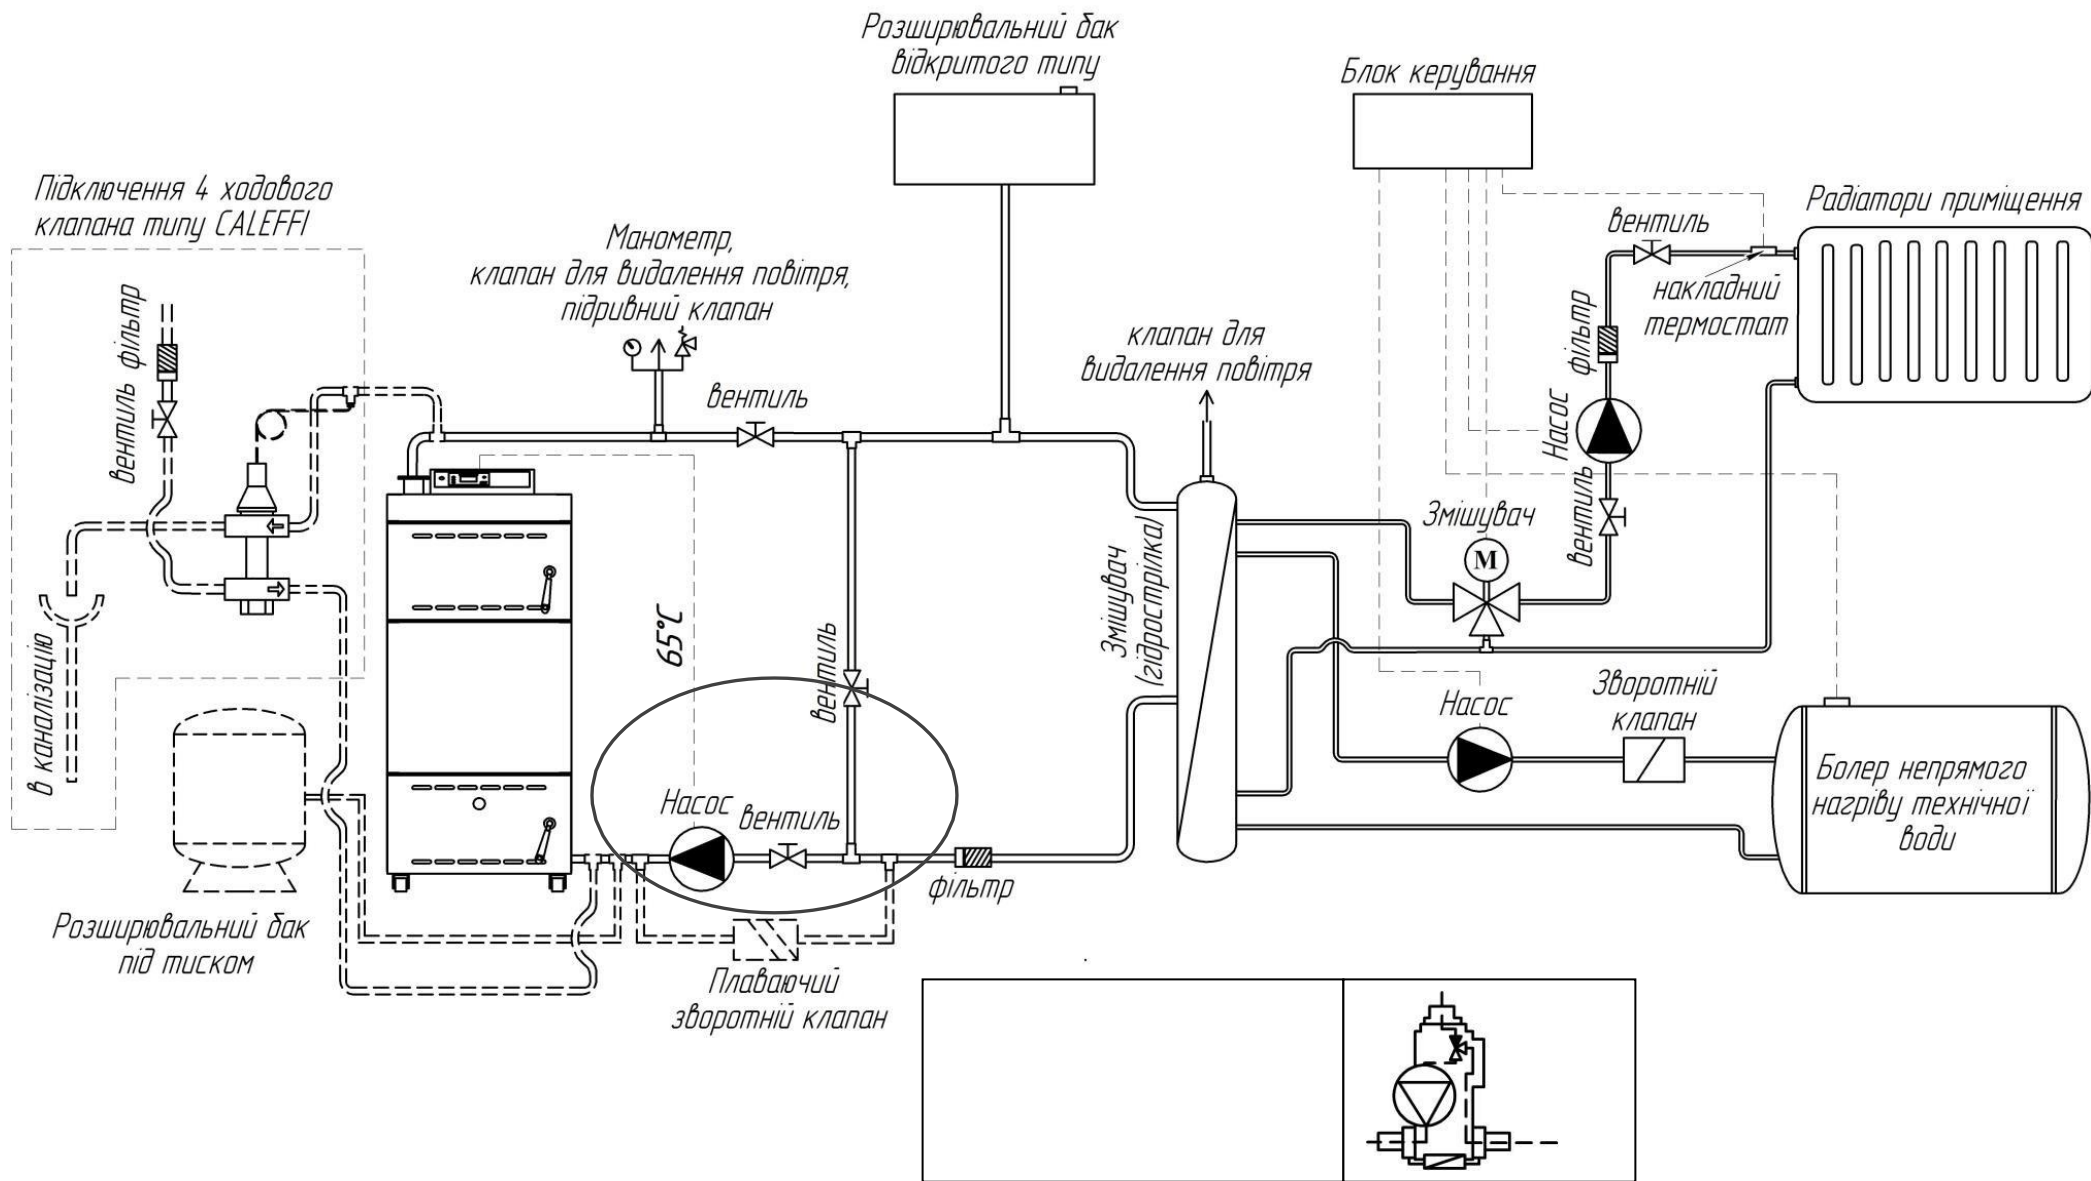 Розширювальний бак
відкритого типу
Блок керування
Підключення 4 ходового
клапана типу CALEFFI
Радіатори приміщення
вентиль
Манометр,
клапан для видалення повітря,
підривний клапан
накладний
термостат
фільтр
вентиль
фільтр
клапан для
видалення повітря
вентиль
Насос
вентиль
Змішувач
М
Змішувач
(гідрострілка)
65°С
вентиль
в каналізацію
Зворотній
клапан
Насос
Болер непрямого
нагріву технічної
води
Насос
вентиль
фільтр
Розширювальний бак
під тиском
Плаваючий
зворотній клапан